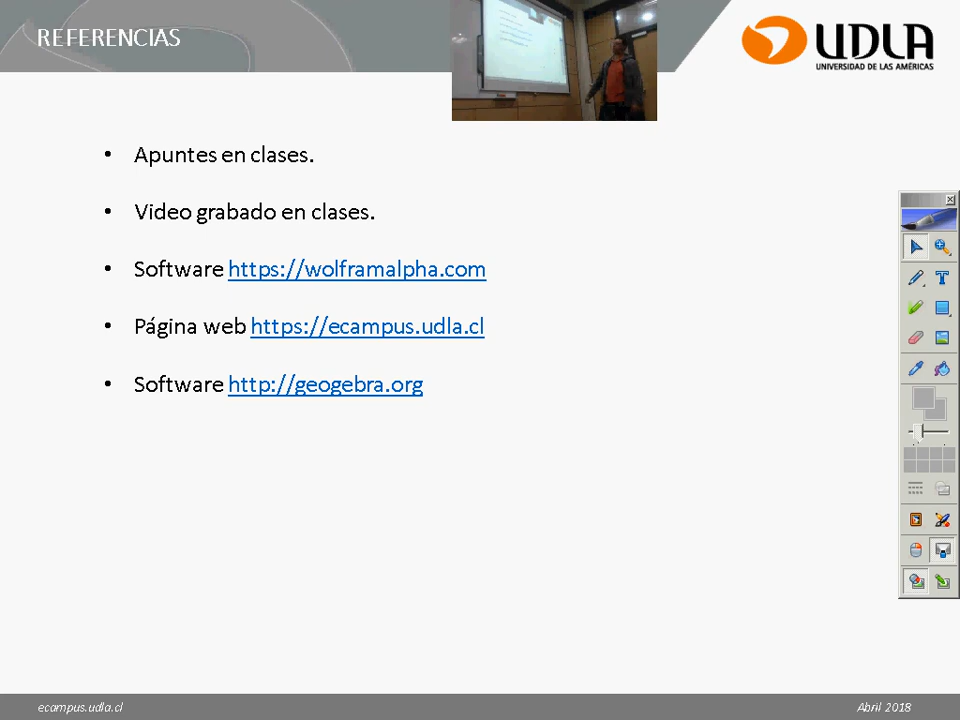 REFERENCIAS
UDLA
UNIVERSIDAD DE LAS AMÉRICAS
• Apuntes en clases.
• Video grabado en clases.
• Software https://wolframalpha.com
• Página web https://ecampus.udla.cl
• Software http://geogebra.org
T
ecampus.udla.cl
Abril 2018